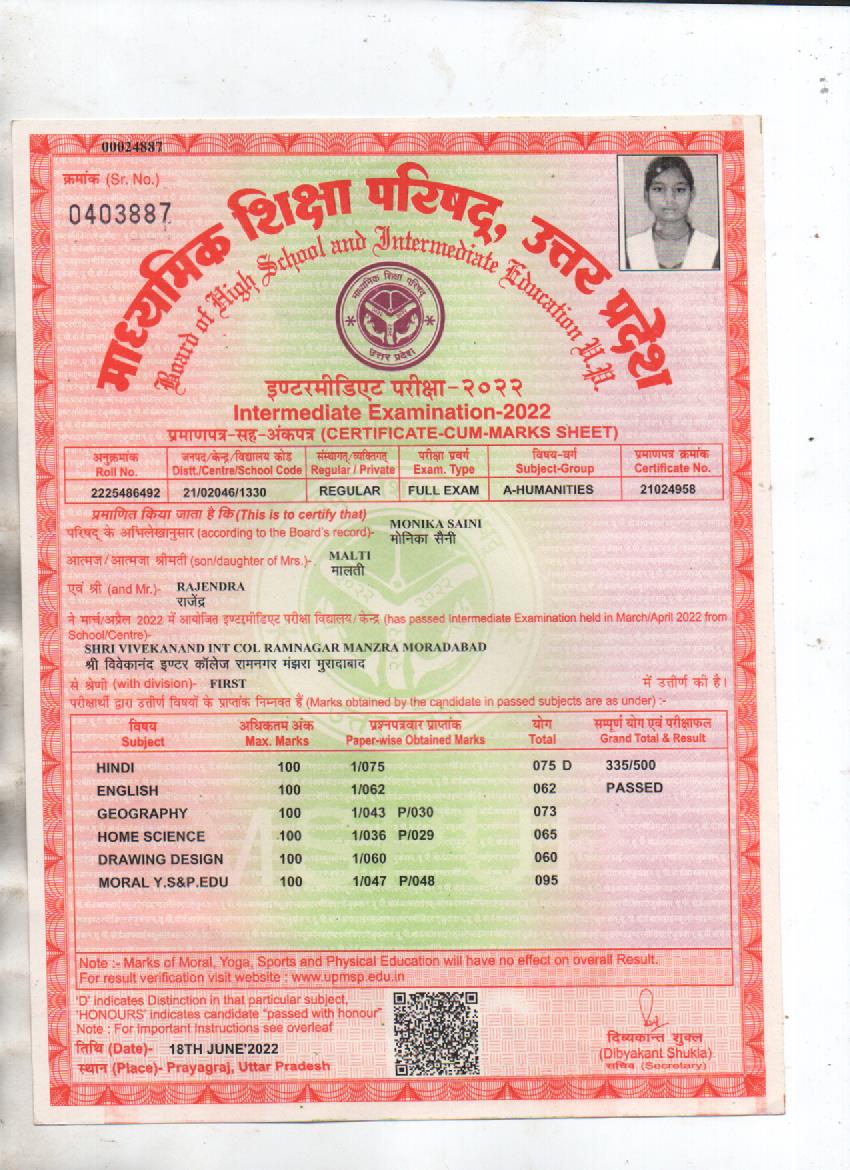 00024887
क्रमांक (Sr. No.)
0403887
माध्यमिक शिक्षा परिषद्, उत्तर प्रदेश
Board of High School and Intermediate Education U.P.
माध्यमिक शिक्षा परिषद्
उत्तर प्रदेश
इण्टरमीडिएट परीक्षा-२०२२
Intermediate Examination-2022
प्रमाणपत्र-सह-अंकपत्र (CERTIFICATE-CUM-MARKS SHEET)
अनुक्रमांक जनपद/केन्द्र/विद्यालय कोड संस्थागत/व्यक्तिगत परीक्षा प्रवर्ग विषय-वर्ग प्रमाणपत्र क्रमांक
Roll No. Distt./Centre/School Code Regular / Private Exam. Type Subject-Group Certificate No.
2225486492 21/02046/1330 REGULAR FULL EXAM A-HUMANITIES 21024958
प्रमाणित किया जाता है कि (This is to certify that)
MONIKA SAINI
परिषद् के अभिलेखानुसार (according to the Board's record)- मोनिका सैनी
आत्मज/आत्मजा श्रीमती (son/daughter of Mrs.)- MALTI
मालती
एवं श्री (and Mr.)- RAJENDRA
राजेंद्र
ने मार्च/अप्रैल 2022 में आयोजित इण्टरमीडिएट परीक्षा विद्यालय/केन्द्र (has passed Intermediate Examination held in March/April 2022 from
School/Centre)-
SHRI VIVEKANAND INT COL RAMNAGAR MANZRA MORADABAD
श्री विवेकानंद इण्टर कॉलेज रामनगर मंझरा मुरादाबाद
से श्रेणी (with division)- FIRST में उत्तीर्ण की है।
परीक्षार्थी द्वारा उत्तीर्ण विषयों के प्राप्तांक निम्नवत हैं (Marks obtained by the candidate in passed subjects are as under) :-
विषय अधिकतम अंक प्रश्नपत्रवार प्राप्तांक योग सम्पूर्ण योग एवं परीक्षाफल
Subject Max. Marks Paper-wise Obtained Marks Total Grand Total & Result
HINDI 100 1/075 075 D 335/500
ENGLISH 100 1/062 062 PASSED
GEOGRAPHY 100 1/043 P/030 073
HOME SCIENCE 100 1/036 P/029 065
DRAWING DESIGN 100 1/060 060
MORAL Y.S&P.EDU 100 1/047 P/048 095
Note :- Marks of Moral, Yoga, Sports and Physical Education will have no effect on overall Result.
For result verification visit website : www.upmsp.edu.in
'D' indicates Distinction in that particular subject,
'HONOURS' indicates candidate "passed with honour"
Note : For Important Instructions see overleaf
तिथि (Date)- 18TH JUNE'2022
स्थान (Place)- Prayagraj, Uttar Pradesh
दिव्यकान्त शुक्ल
(Dibyakant Shukla)
सचिव (Secretary)